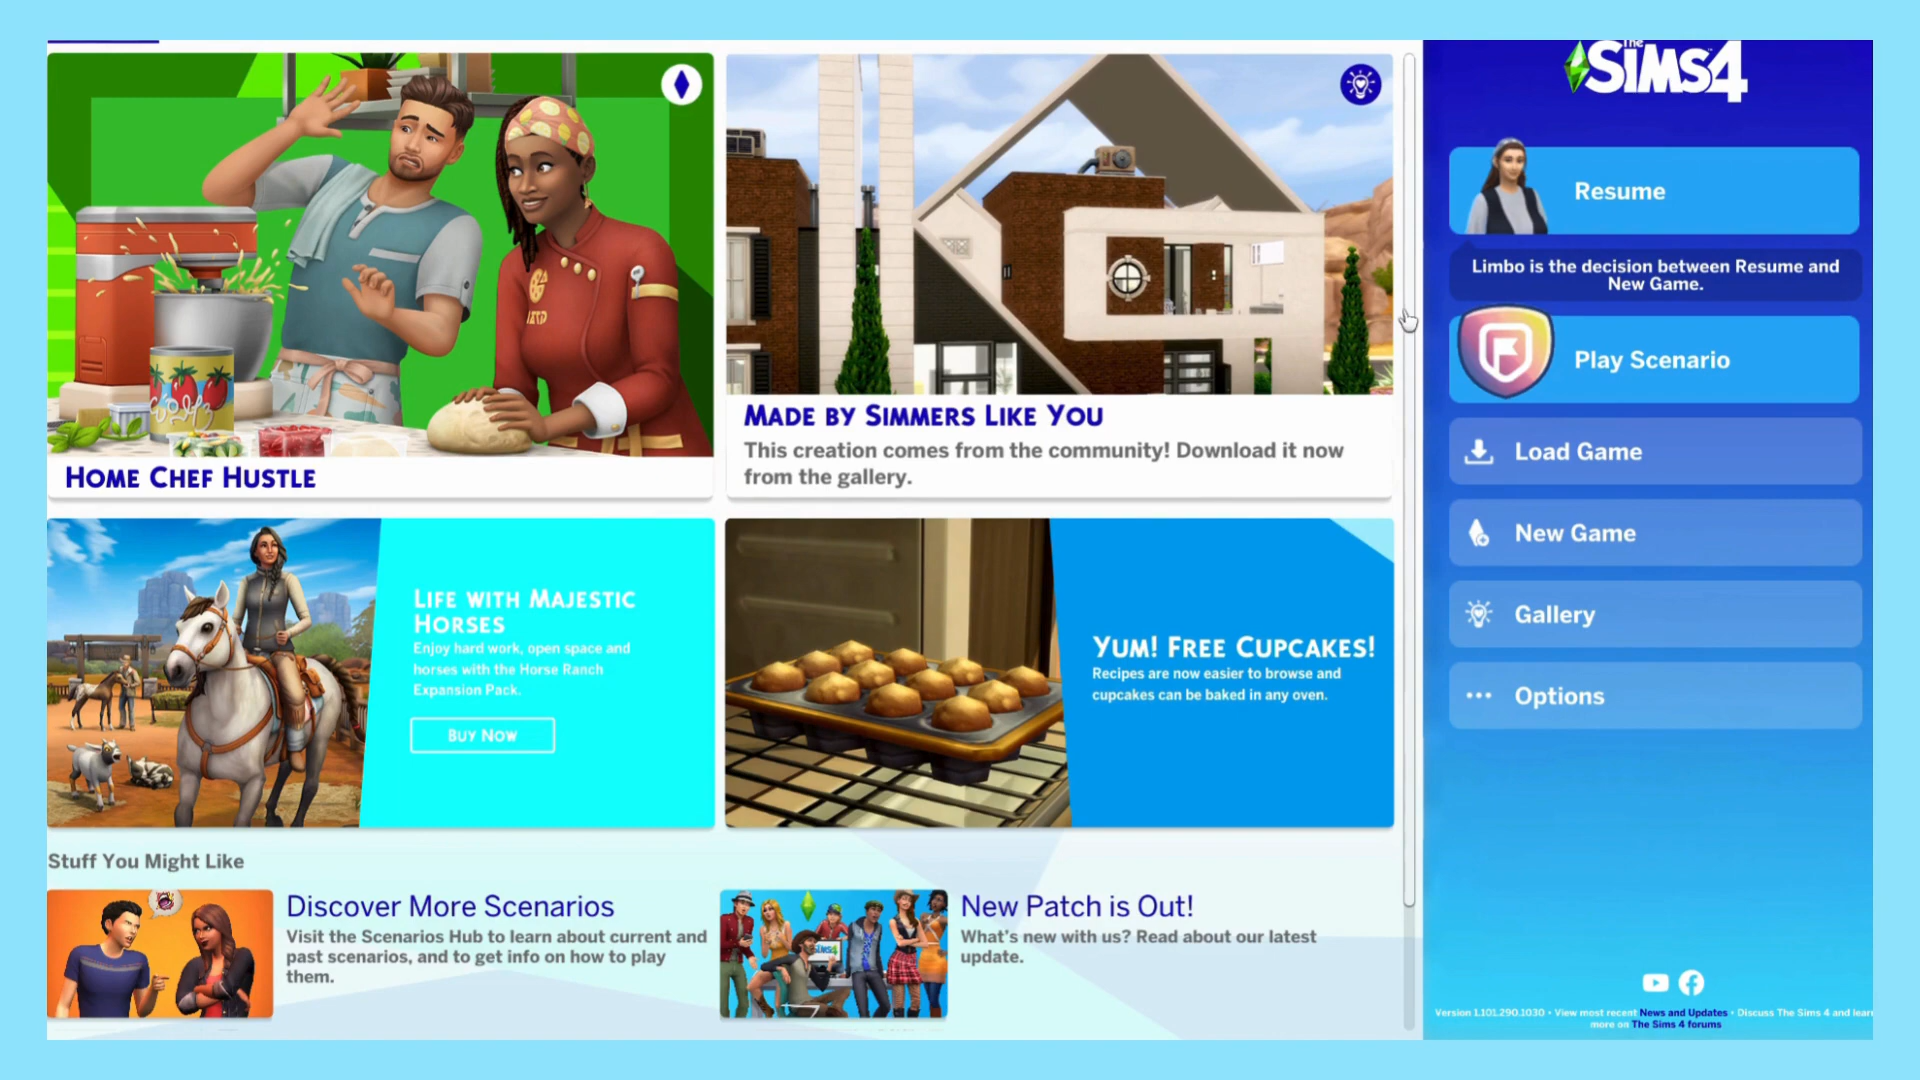 HOME CHEF HUSTLE
MADE BY SIMMERS LIKE YOU
This creation comes from the community! Download it now
from the gallery.
LIFE WITH MAJESTIC
HORSES
Enjoy hard work, open space and
horses with the Horse Ranch
Expansion Pack.
BUY NOW
YUM! FREE CUPCAKES!
Recipes are now easier to browse and
cupcakes can be baked in any oven.
Stuff You Might Like
Discover More Scenarios
Visit the Scenarios Hub to learn about current and
past scenarios, and to get info on how to play
them.
New Patch is Out!
What's new with us? Read about our latest
update.
The
SiMS4
Resume
Limbo is the decision between Resume and
New Game.
Play Scenario
Load Game
New Game
Gallery
Options
Version 1.101.290.1030 • View most recent News and Updates • Discuss The Sims 4 and learn
more on The Sims 4 forums